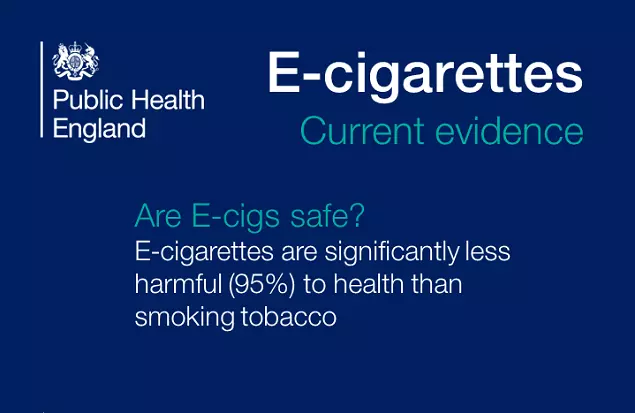 Public Health
England
E-cigarettes
Current evidence
Are E-cigs safe?
E-cigarettes are significantly less
harmful (95%) to health than
smoking tobacco